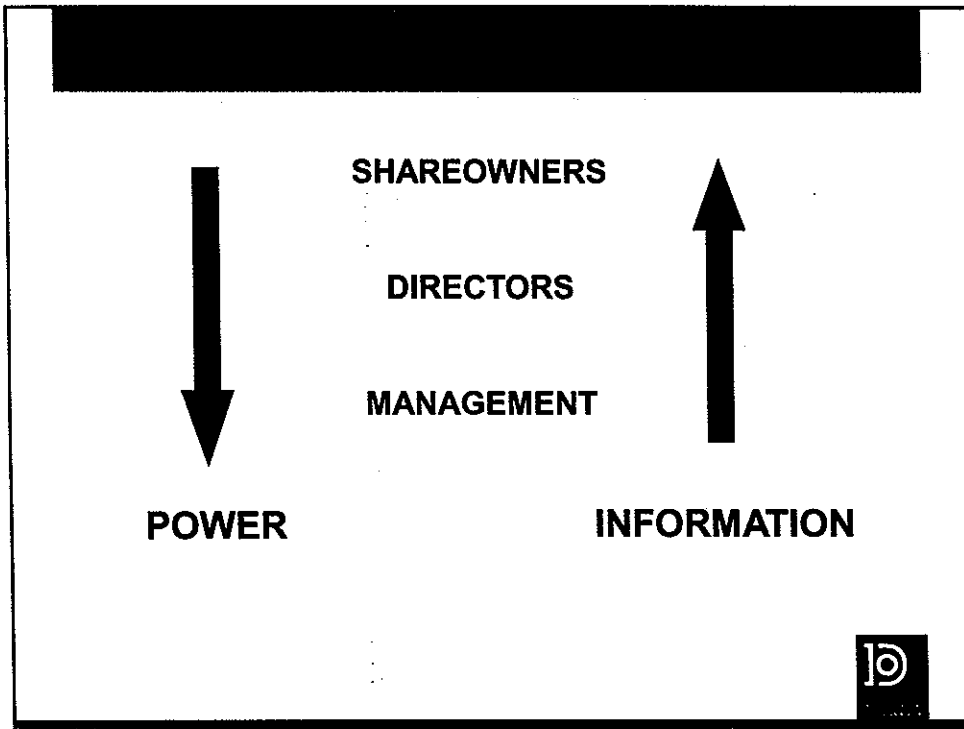 SHAREOWNERS
DIRECTORS
MANAGEMENT
POWER
INFORMATION